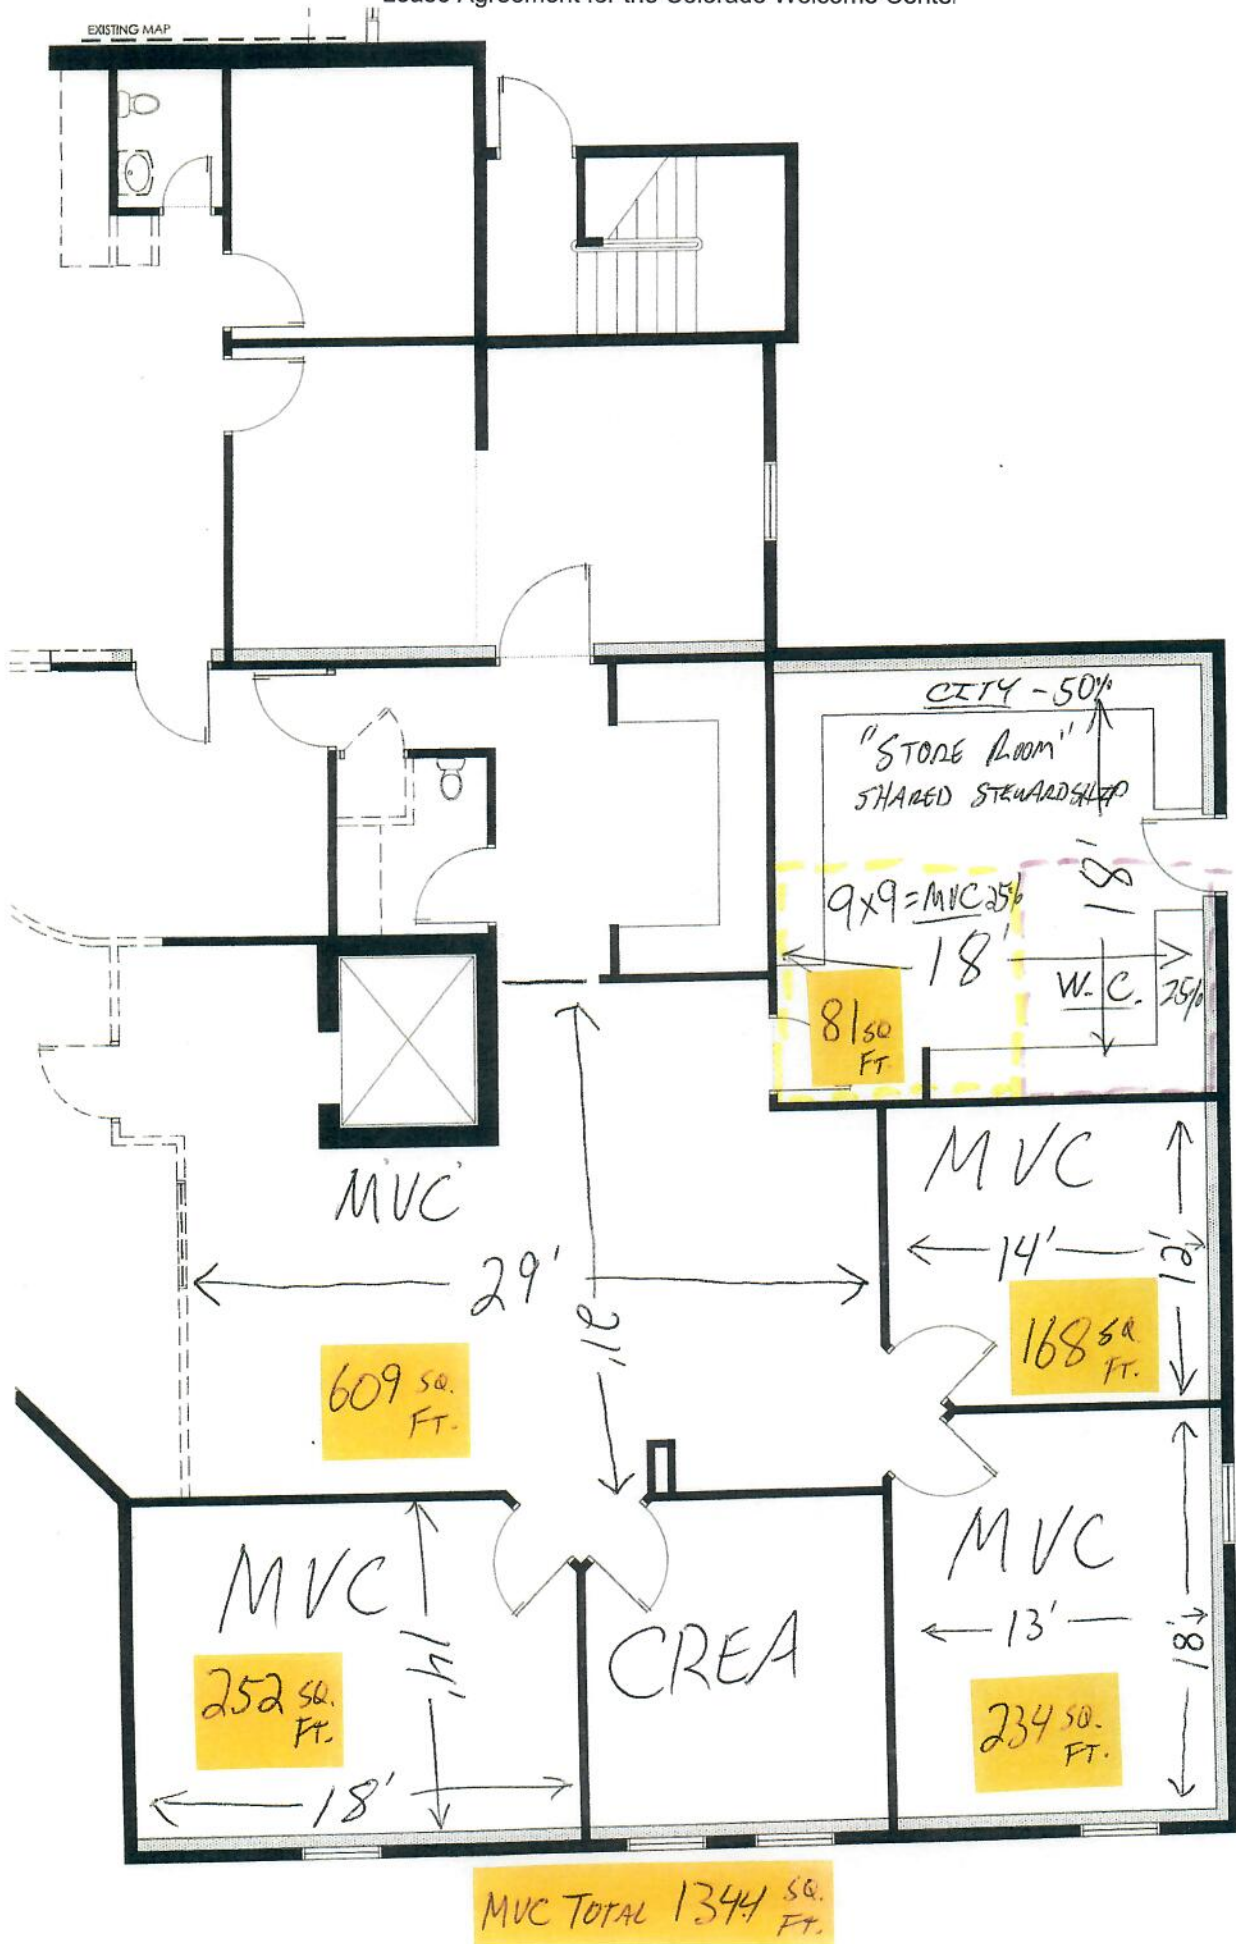 Lease Agreement for the Colorado Welcome Center
EXISTING MAP
CITY - 50%
"STORE ROOM"
SHARED STEWARDSHIP
18'
9x9=MVC 25%
18'
W.C. 25%
81 SQ
FT.
MVC
29'
21'
609 SQ.
FT.
MVC
14'
12'
168 SQ
FT.
MVC
14'
252 SQ.
FT.
18'
CREA
MVC
13'
18'
234 SQ.
FT.
MVC TOTAL 1344 SQ.
FT.